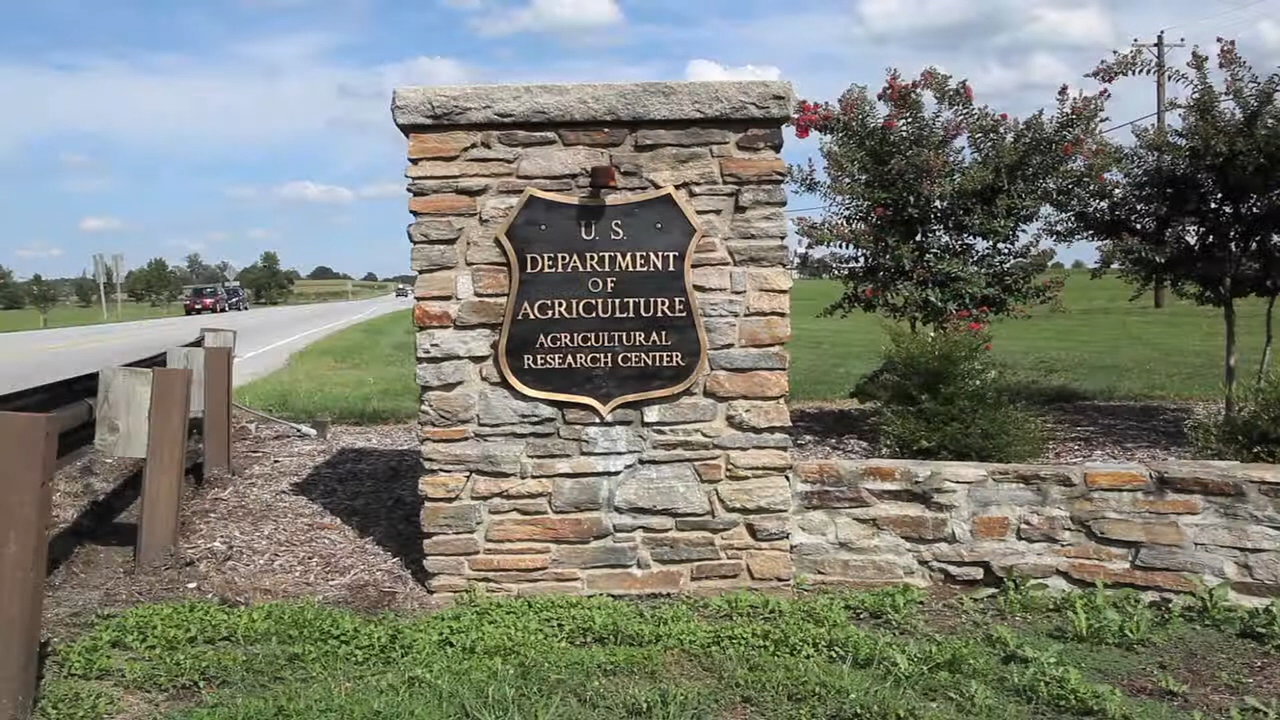 U. S.
DEPARTMENT
OF
AGRICULTURE
AGRICULTURAL
RESEARCH CENTER